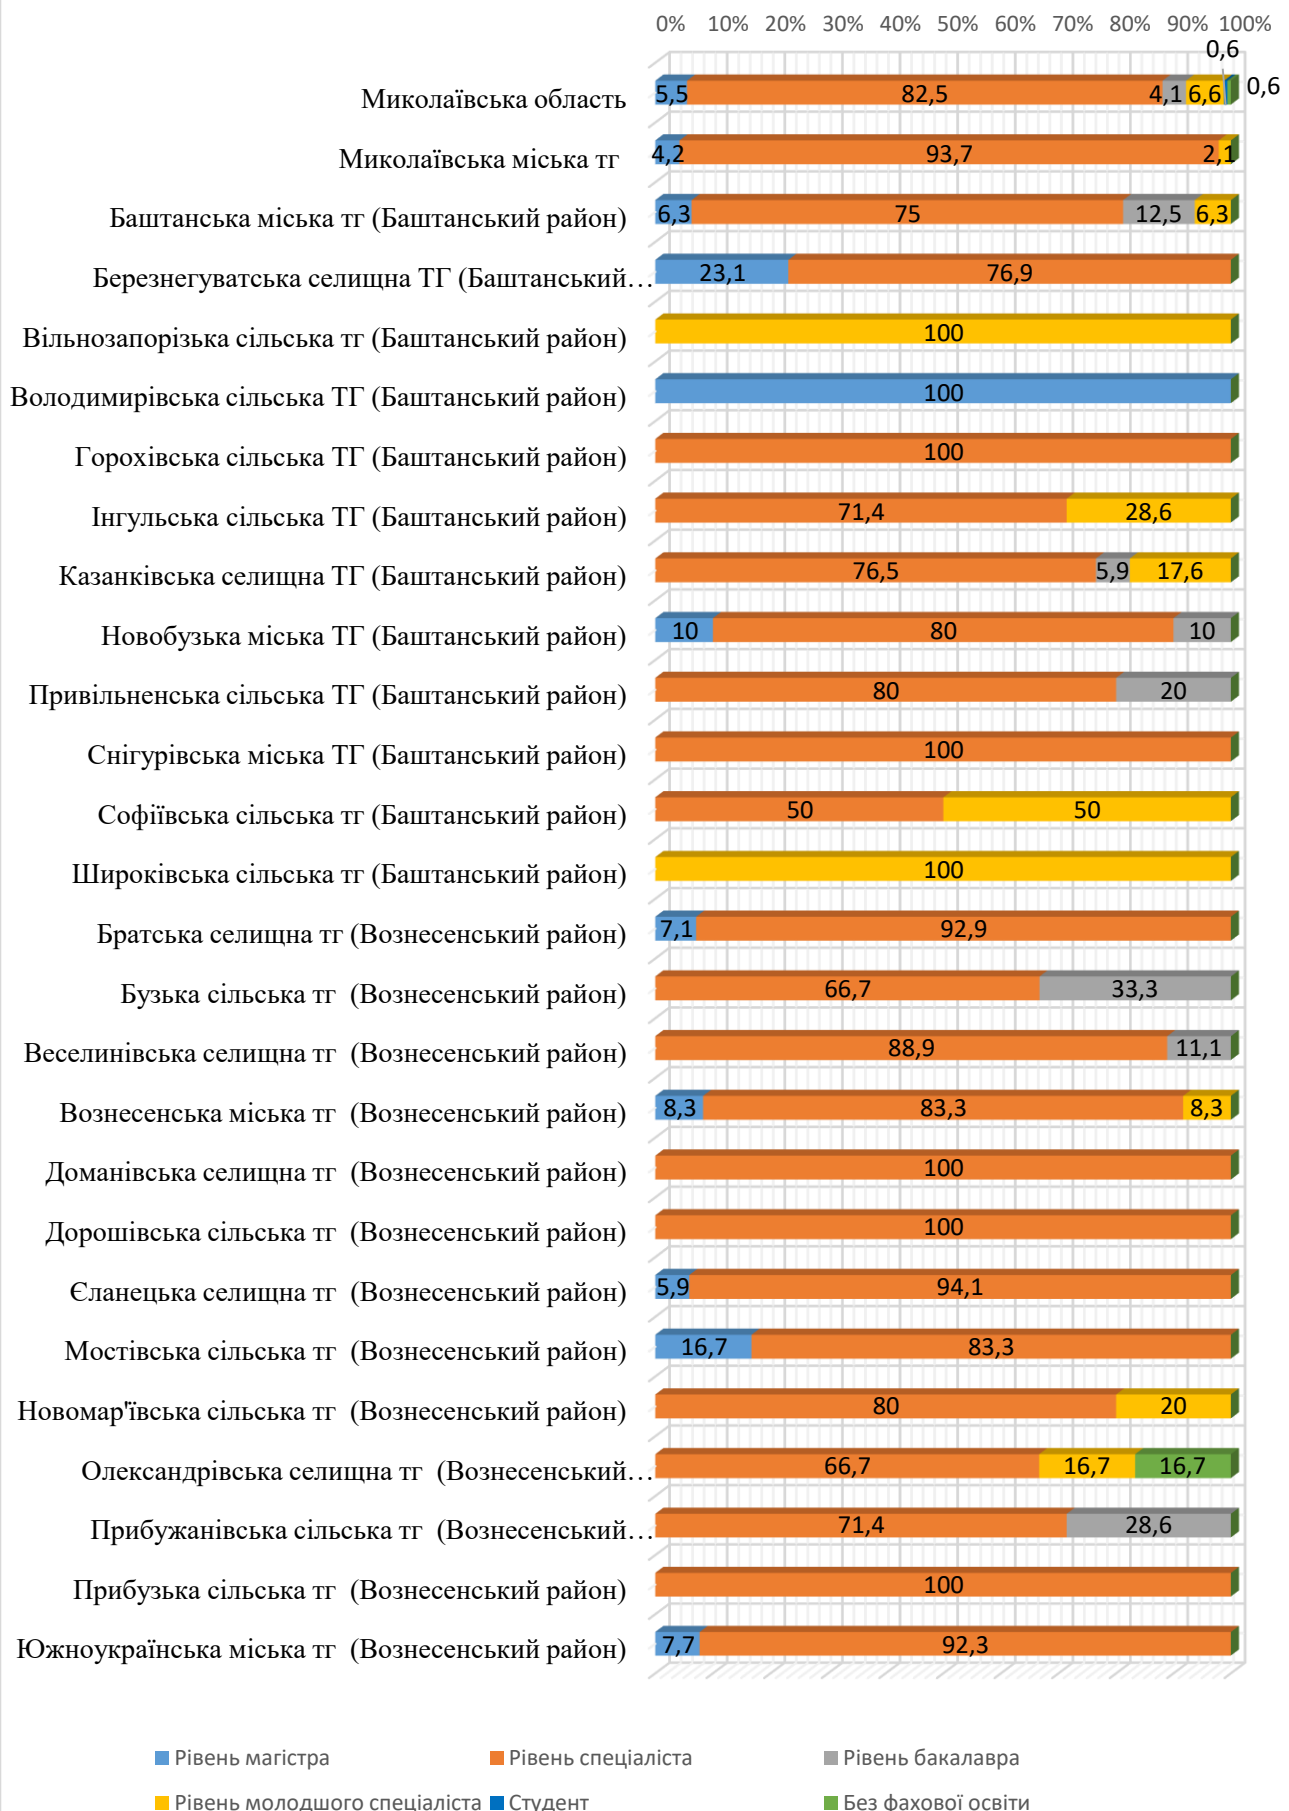 0% 10% 20% 30% 40% 50% 60% 70% 80% 90% 100%
0,6
Миколаївська область 5,5 82,5 4,1 6,6 0,6
Миколаївська міська тг 4,2 93,7 2,1
Баштанська міська тг (Баштанський район) 6,3 75 12,5 6,3
Березнегуватська селищна ТГ (Баштанський… 23,1 76,9
Вільнозапорізька сільська тг (Баштанський район) 100
Володимирівська сільська ТГ (Баштанський район) 100
Горохівська сільська ТГ (Баштанський район) 100
Інгульська сільська ТГ (Баштанський район) 71,4 28,6
Казанківська селищна ТГ (Баштанський район) 76,5 5,9 17,6
Новобузька міська ТГ (Баштанський район) 10 80 10
Привільненська сільська ТГ (Баштанський район) 80 20
Снігурівська міська ТГ (Баштанський район) 100
Софіївська сільська тг (Баштанський район) 50 50
Широківська сільська тг (Баштанський район) 100
Братська селищна тг (Вознесенський район) 7,1 92,9
Бузька сільська тг (Вознесенський район) 66,7 33,3
Веселинівська селищна тг (Вознесенський район) 88,9 11,1
Вознесенська міська тг (Вознесенський район) 8,3 83,3 8,3
Доманівська селищна тг (Вознесенський район) 100
Дорошівська сільська тг (Вознесенський район) 100
Єланецька селищна тг (Вознесенський район) 5,9 94,1
Мостівська сільська тг (Вознесенський район) 16,7 83,3
Новомар'ївська сільська тг (Вознесенський район) 80 20
Олександрівська селищна тг (Вознесенський… 66,7 16,7 16,7
Прибужанівська сільська тг (Вознесенський… 71,4 28,6
Прибузька сільська тг (Вознесенський район) 100
Южноукраїнська міська тг (Вознесенський район) 7,7 92,3
Рівень магістра Рівень спеціаліста Рівень бакалавра
Рівень молодшого спеціаліста Студент Без фахової освіти